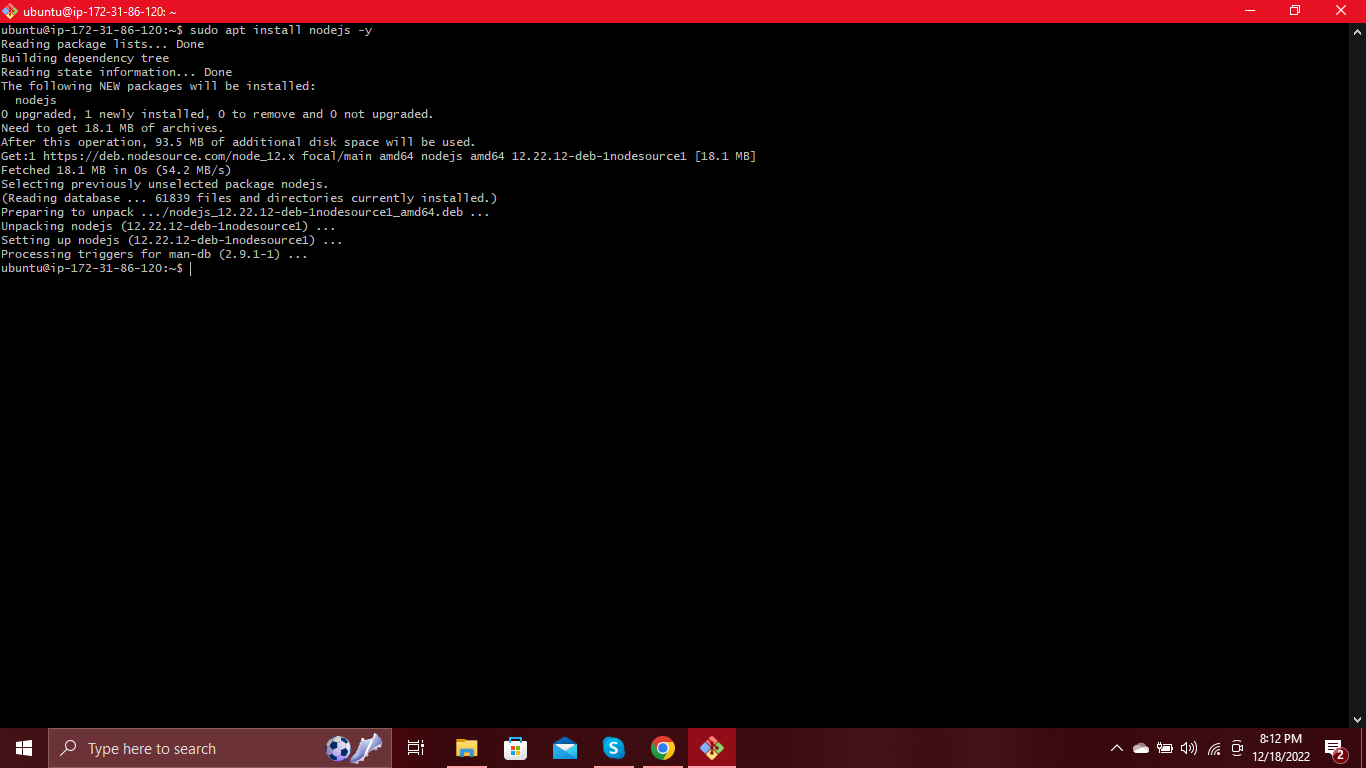 ubuntu@ip-172-31-86-120: ~
ubuntu@ip-172-31-86-120:~$ sudo apt install nodejs -y
Reading package lists... Done
Building dependency tree
Reading state information... Done
The following NEW packages will be installed:
  nodejs
0 upgraded, 1 newly installed, 0 to remove and 0 not upgraded.
Need to get 18.1 MB of archives.
After this operation, 93.5 MB of additional disk space will be used.
Get:1 https://deb.nodesource.com/node_12.x focal/main amd64 nodejs amd64 12.22.12-deb-1nodesource1 [18.1 MB]
Fetched 18.1 MB in 0s (54.2 MB/s)
Selecting previously unselected package nodejs.
(Reading database ... 61839 files and directories currently installed.)
Preparing to unpack .../nodejs_12.22.12-deb-1nodesource1_amd64.deb ...
Unpacking nodejs (12.22.12-deb-1nodesource1) ...
Setting up nodejs (12.22.12-deb-1nodesource1) ...
Processing triggers for man-db (2.9.1-1) ...
ubuntu@ip-172-31-86-120:~$
Type here to search
8:12 PM
12/18/2022
2